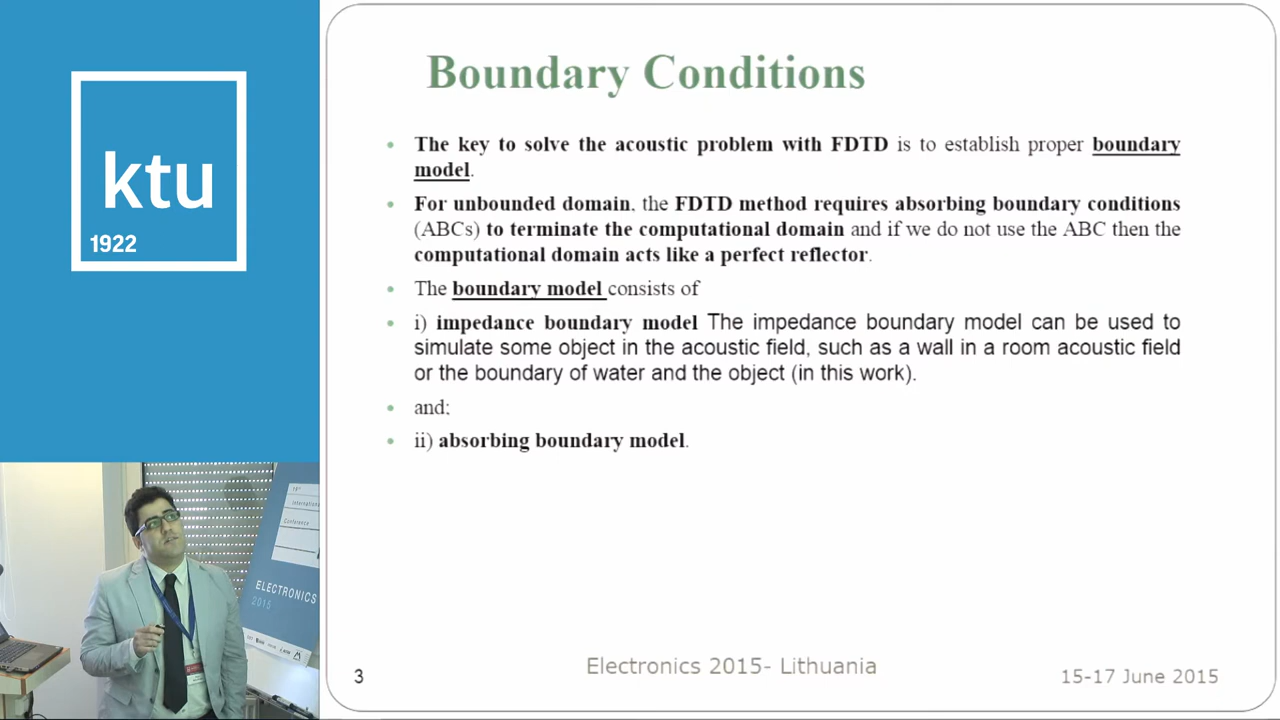 ktu
1922
Boundary Conditions
• The key to solve the acoustic problem with FDTD is to establish proper boundary
model.
• For unbounded domain, the FDTD method requires absorbing boundary conditions
(ABCs) to terminate the computational domain and if we do not use the ABC then the
computational domain acts like a perfect reflector.
• The boundary model consists of
• i) impedance boundary model The impedance boundary model can be used to
simulate some object in the acoustic field, such as a wall in a room acoustic field
or the boundary of water and the object (in this work).
• and;
• ii) absorbing boundary model.
3
Electronics 2015- Lithuania
15-17 June 2015
International
Conference
ELECTRONICS
2015